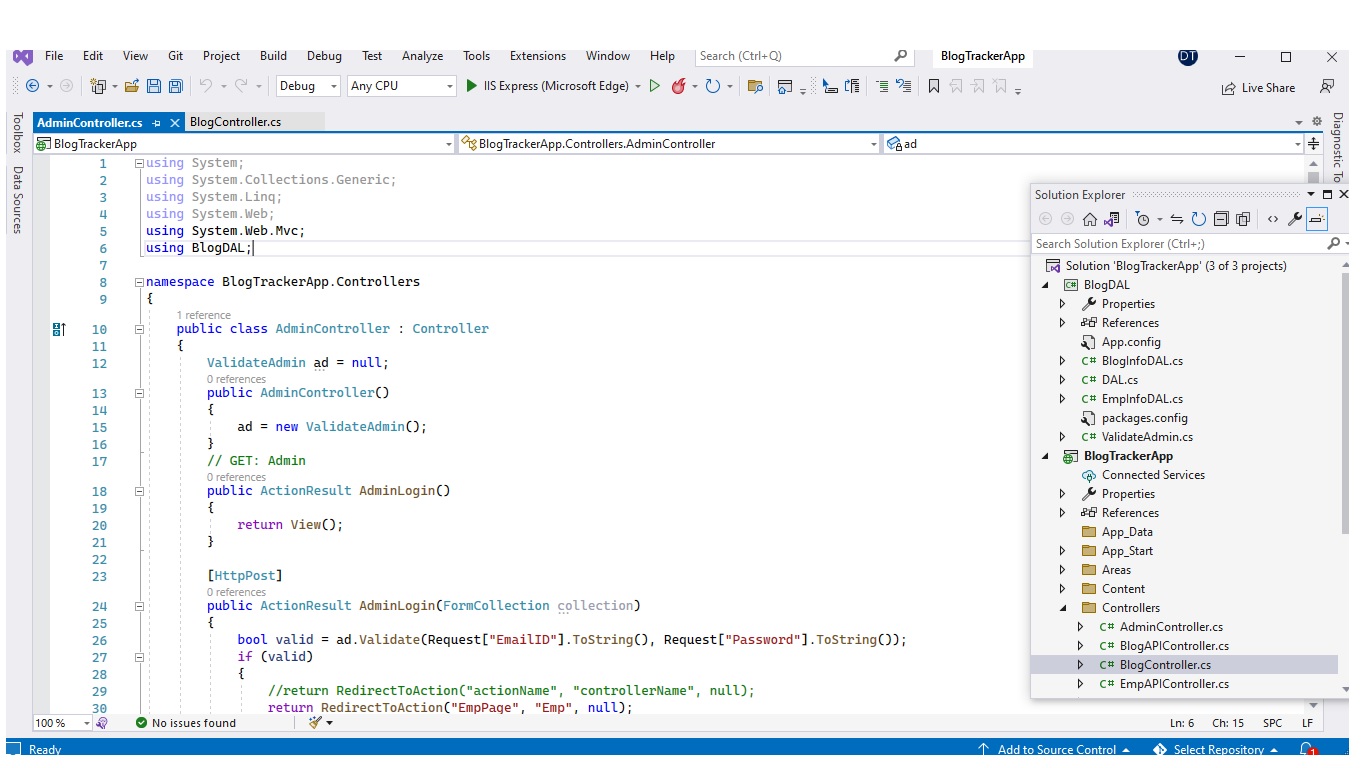 File Edit View Git Project Build Debug Test Analyze Tools Extensions Window Help Search (Ctrl+Q) BlogTrackerApp DT
Debug Any CPU IIS Express (Microsoft Edge) Live Share
AdminController.cs BlogController.cs
BlogTrackerApp BlogTrackerApp.Controllers.AdminController ad
Toolbox
Data Sources
1 using System;
2 using System.Collections.Generic;
3 using System.Linq;
4 using System.Web;
5 using System.Web.Mvc;
6 using BlogDAL;
7
8 namespace BlogTrackerApp.Controllers
9 {
1 reference
10 public class AdminController : Controller
11 {
12 ValidateAdmin ad = null;
0 references
13 public AdminController()
14 {
15 ad = new ValidateAdmin();
16 }
17 // GET: Admin
0 references
18 public ActionResult AdminLogin()
19 {
20 return View();
21 }
22
23 [HttpPost]
0 references
24 public ActionResult AdminLogin(FormCollection collection)
25 {
26 bool valid = ad.Validate(Request["EmailID"].ToString(), Request["Password"].ToString());
27 if (valid)
28 {
29 //return RedirectToAction("actionName", "controllerName", null);
30 return RedirectToAction("EmpPage", "Emp", null);
Diagnostic To
Solution Explorer
Search Solution Explorer (Ctrl+;)
Solution 'BlogTrackerApp' (3 of 3 projects)
C# BlogDAL
Properties
References
App.config
C# BlogInfoDAL.cs
C# DAL.cs
C# EmpInfoDAL.cs
packages.config
C# ValidateAdmin.cs
BlogTrackerApp
Connected Services
Properties
References
App_Data
App_Start
Areas
Content
Controllers
C# AdminController.cs
C# BlogAPIController.cs
C# BlogController.cs
C# EmpAPIController.cs
100 % No issues found Ln: 6 Ch: 15 SPC LF
Ready Add to Source Control Select Repository 1